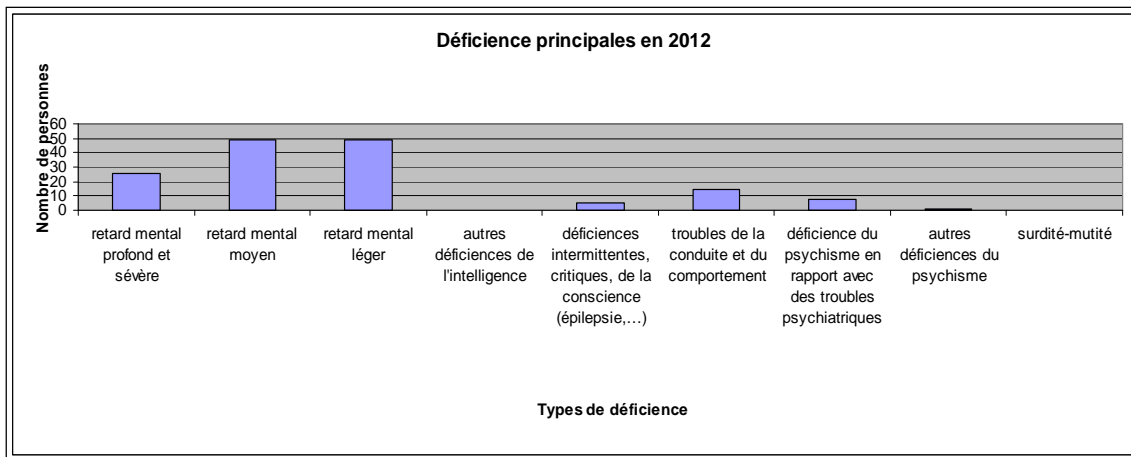 Déficience principales en 2012
Nombre de personnes
60
50
40
30
20
10
0
retard mental
profond et
sévère
retard mental
moyen
retard mental
léger
autres
déficiences de
l'intelligence
déficiences
intermittentes,
critiques, de la
conscience
(épilepsie,...)
troubles de la
conduite et du
comportement
déficience du
psychisme en
rapport avec
des troubles
psychiatriques
autres
déficiences du
psychisme
surdité-mutité
Types de déficience